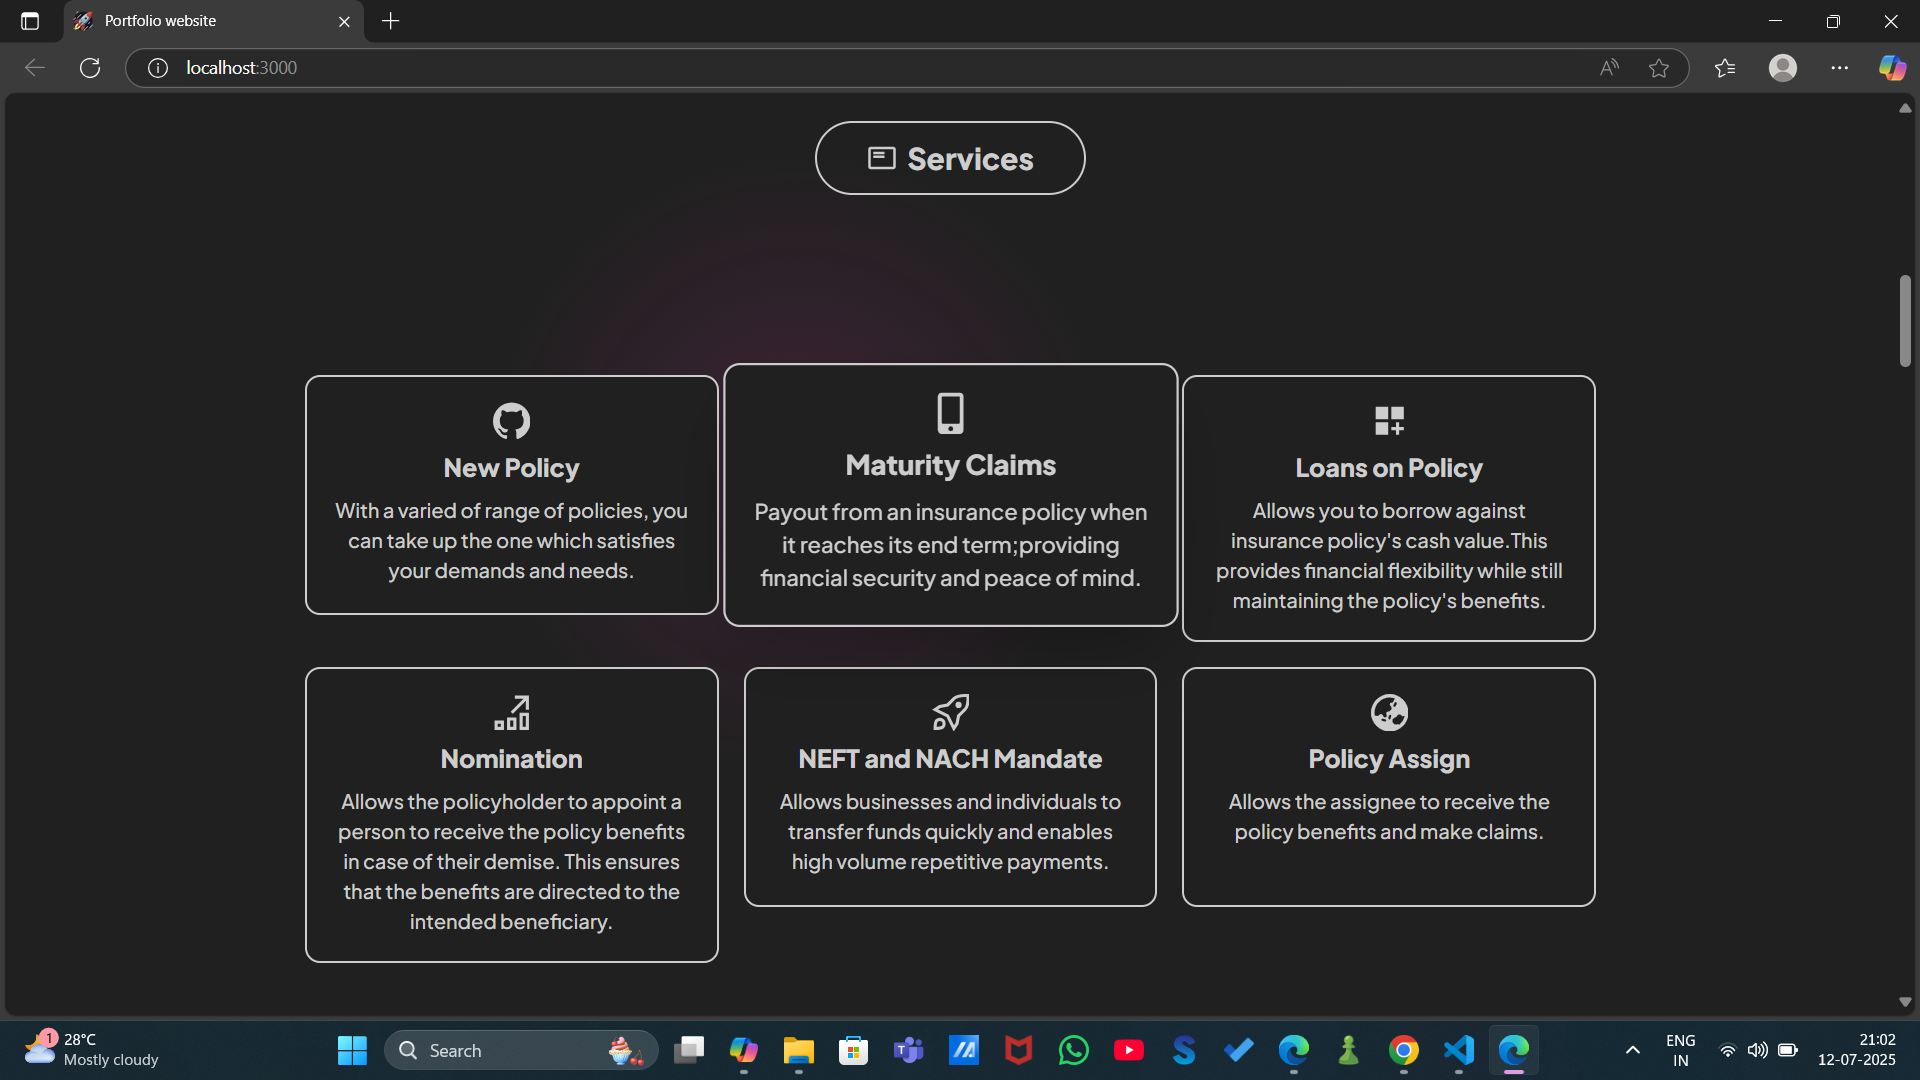 Portfolio website
localhost:3000
Services
New Policy
With a varied of range of policies, you
can take up the one which satisfies
your demands and needs.
Maturity Claims
Payout from an insurance policy when
it reaches its end term;providing
financial security and peace of mind.
Loans on Policy
Allows you to borrow against
insurance policy's cash value.This
provides financial flexibility while still
maintaining the policy's benefits.
Nomination
Allows the policyholder to appoint a
person to receive the policy benefits
in case of their demise. This ensures
that the benefits are directed to the
intended beneficiary.
NEFT and NACH Mandate
Allows businesses and individuals to
transfer funds quickly and enables
high volume repetitive payments.
Policy Assign
Allows the assignee to receive the
policy benefits and make claims.
1
28°C
Mostly cloudy
Search
ENG
IN
21:02
12-07-2025